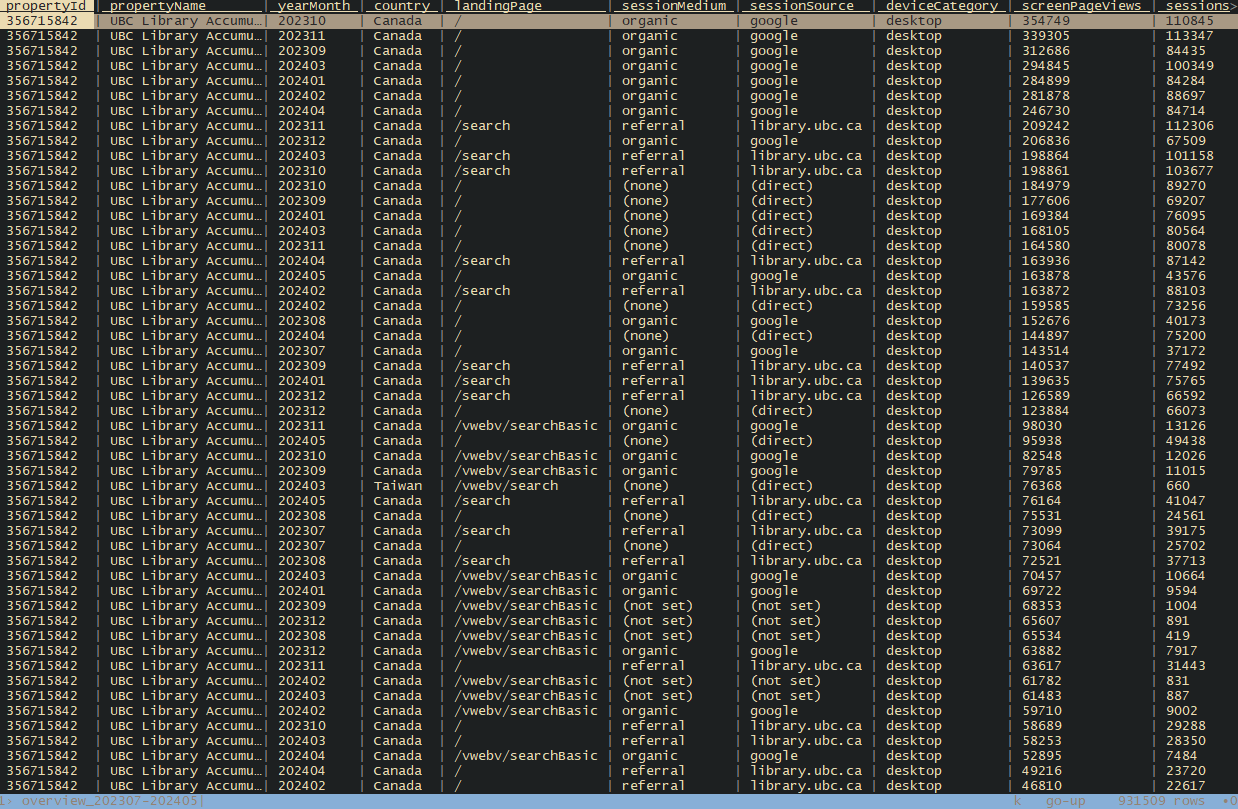 propertyId | propertyName | yearMonth | country | landingPage | sessionMedium | sessionSource | deviceCategory | screenPageViews | sessions>
356715842 | UBC Library Accumu… | 202310 | Canada | / | organic | google | desktop | 354749 | 110845
356715842 | UBC Library Accumu… | 202311 | Canada | / | organic | google | desktop | 339305 | 113347
356715842 | UBC Library Accumu… | 202309 | Canada | / | organic | google | desktop | 312686 | 84435
356715842 | UBC Library Accumu… | 202403 | Canada | / | organic | google | desktop | 294845 | 100349
356715842 | UBC Library Accumu… | 202401 | Canada | / | organic | google | desktop | 284899 | 84284
356715842 | UBC Library Accumu… | 202402 | Canada | / | organic | google | desktop | 281878 | 88697
356715842 | UBC Library Accumu… | 202404 | Canada | / | organic | google | desktop | 246730 | 84714
356715842 | UBC Library Accumu… | 202311 | Canada | /search | referral | library.ubc.ca | desktop | 209242 | 112306
356715842 | UBC Library Accumu… | 202312 | Canada | / | organic | google | desktop | 206836 | 67509
356715842 | UBC Library Accumu… | 202403 | Canada | /search | referral | library.ubc.ca | desktop | 198864 | 101158
356715842 | UBC Library Accumu… | 202310 | Canada | /search | referral | library.ubc.ca | desktop | 198861 | 103677
356715842 | UBC Library Accumu… | 202310 | Canada | / | (none) | (direct) | desktop | 184979 | 89270
356715842 | UBC Library Accumu… | 202309 | Canada | / | (none) | (direct) | desktop | 177606 | 69207
356715842 | UBC Library Accumu… | 202401 | Canada | / | (none) | (direct) | desktop | 169384 | 76095
356715842 | UBC Library Accumu… | 202403 | Canada | / | (none) | (direct) | desktop | 168105 | 80564
356715842 | UBC Library Accumu… | 202311 | Canada | / | (none) | (direct) | desktop | 164580 | 80078
356715842 | UBC Library Accumu… | 202404 | Canada | /search | referral | library.ubc.ca | desktop | 163936 | 87142
356715842 | UBC Library Accumu… | 202405 | Canada | / | organic | google | desktop | 163878 | 43576
356715842 | UBC Library Accumu… | 202402 | Canada | /search | referral | library.ubc.ca | desktop | 163872 | 88103
356715842 | UBC Library Accumu… | 202402 | Canada | / | (none) | (direct) | desktop | 159585 | 73256
356715842 | UBC Library Accumu… | 202308 | Canada | / | organic | google | desktop | 152676 | 40173
356715842 | UBC Library Accumu… | 202404 | Canada | / | (none) | (direct) | desktop | 144897 | 75200
356715842 | UBC Library Accumu… | 202307 | Canada | / | organic | google | desktop | 143514 | 37172
356715842 | UBC Library Accumu… | 202309 | Canada | /search | referral | library.ubc.ca | desktop | 140537 | 77492
356715842 | UBC Library Accumu… | 202401 | Canada | /search | referral | library.ubc.ca | desktop | 139635 | 75765
356715842 | UBC Library Accumu… | 202312 | Canada | /search | referral | library.ubc.ca | desktop | 126589 | 66592
356715842 | UBC Library Accumu… | 202312 | Canada | / | (none) | (direct) | desktop | 123884 | 66073
356715842 | UBC Library Accumu… | 202311 | Canada | /vwebv/searchBasic | organic | google | desktop | 98030 | 13126
356715842 | UBC Library Accumu… | 202405 | Canada | / | (none) | (direct) | desktop | 95938 | 49438
356715842 | UBC Library Accumu… | 202310 | Canada | /vwebv/searchBasic | organic | google | desktop | 82548 | 12026
356715842 | UBC Library Accumu… | 202309 | Canada | /vwebv/searchBasic | organic | google | desktop | 79785 | 11015
356715842 | UBC Library Accumu… | 202403 | Taiwan | /vwebv/search | (none) | (direct) | desktop | 76368 | 660
356715842 | UBC Library Accumu… | 202405 | Canada | /search | referral | library.ubc.ca | desktop | 76164 | 41047
356715842 | UBC Library Accumu… | 202308 | Canada | / | (none) | (direct) | desktop | 75531 | 24561
356715842 | UBC Library Accumu… | 202307 | Canada | /search | referral | library.ubc.ca | desktop | 73099 | 39175
356715842 | UBC Library Accumu… | 202307 | Canada | / | (none) | (direct) | desktop | 73064 | 25702
356715842 | UBC Library Accumu… | 202308 | Canada | /search | referral | library.ubc.ca | desktop | 72521 | 37713
356715842 | UBC Library Accumu… | 202403 | Canada | /vwebv/searchBasic | organic | google | desktop | 70457 | 10664
356715842 | UBC Library Accumu… | 202401 | Canada | /vwebv/searchBasic | organic | google | desktop | 69722 | 9594
356715842 | UBC Library Accumu… | 202309 | Canada | /vwebv/searchBasic | (not set) | (not set) | desktop | 68353 | 1004
356715842 | UBC Library Accumu… | 202312 | Canada | /vwebv/searchBasic | (not set) | (not set) | desktop | 65607 | 891
356715842 | UBC Library Accumu… | 202308 | Canada | /vwebv/searchBasic | (not set) | (not set) | desktop | 65534 | 419
356715842 | UBC Library Accumu… | 202312 | Canada | /vwebv/searchBasic | organic | google | desktop | 63882 | 7917
356715842 | UBC Library Accumu… | 202311 | Canada | / | referral | library.ubc.ca | desktop | 63617 | 31443
356715842 | UBC Library Accumu… | 202402 | Canada | /vwebv/searchBasic | (not set) | (not set) | desktop | 61782 | 831
356715842 | UBC Library Accumu… | 202403 | Canada | /vwebv/searchBasic | (not set) | (not set) | desktop | 61483 | 887
356715842 | UBC Library Accumu… | 202402 | Canada | /vwebv/searchBasic | organic | google | desktop | 59710 | 9002
356715842 | UBC Library Accumu… | 202310 | Canada | / | referral | library.ubc.ca | desktop | 58689 | 29288
356715842 | UBC Library Accumu… | 202403 | Canada | / | referral | library.ubc.ca | desktop | 58253 | 28350
356715842 | UBC Library Accumu… | 202404 | Canada | /vwebv/searchBasic | organic | google | desktop | 52895 | 7484
356715842 | UBC Library Accumu… | 202404 | Canada | / | referral | library.ubc.ca | desktop | 49216 | 23720
356715842 | UBC Library Accumu… | 202402 | Canada | / | referral | library.ubc.ca | desktop | 46810 | 22617
1› overview_202307-202405| k go-up 931509 rows •0